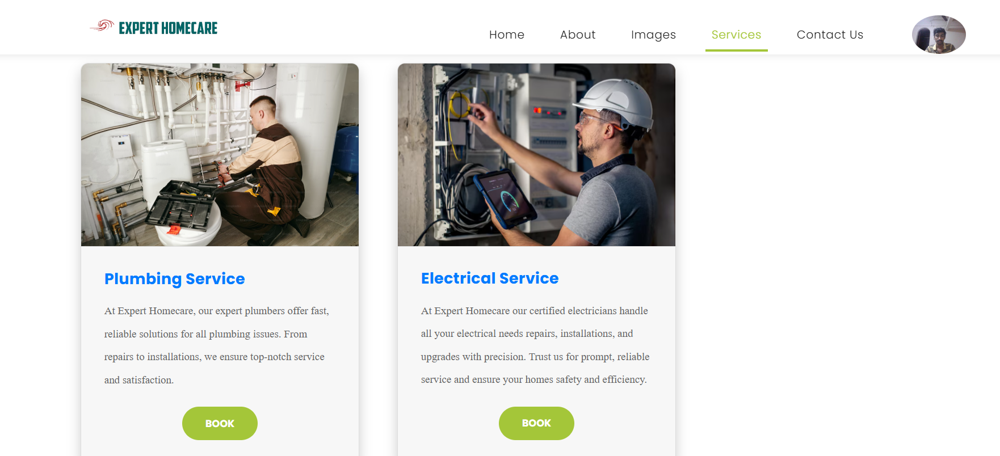 EXPERT HOMECARE
Home About Images Services Contact Us
Plumbing Service
At Expert Homecare, our expert plumbers offer fast,
reliable solutions for all plumbing issues. From
repairs to installations, we ensure top-notch service
and satisfaction.
BOOK
Electrical Service
At Expert Homecare our certified electricians handle
all your electrical needs repairs, installations, and
upgrades with precision. Trust us for prompt, reliable
service and ensure your homes safety and efficiency.
BOOK